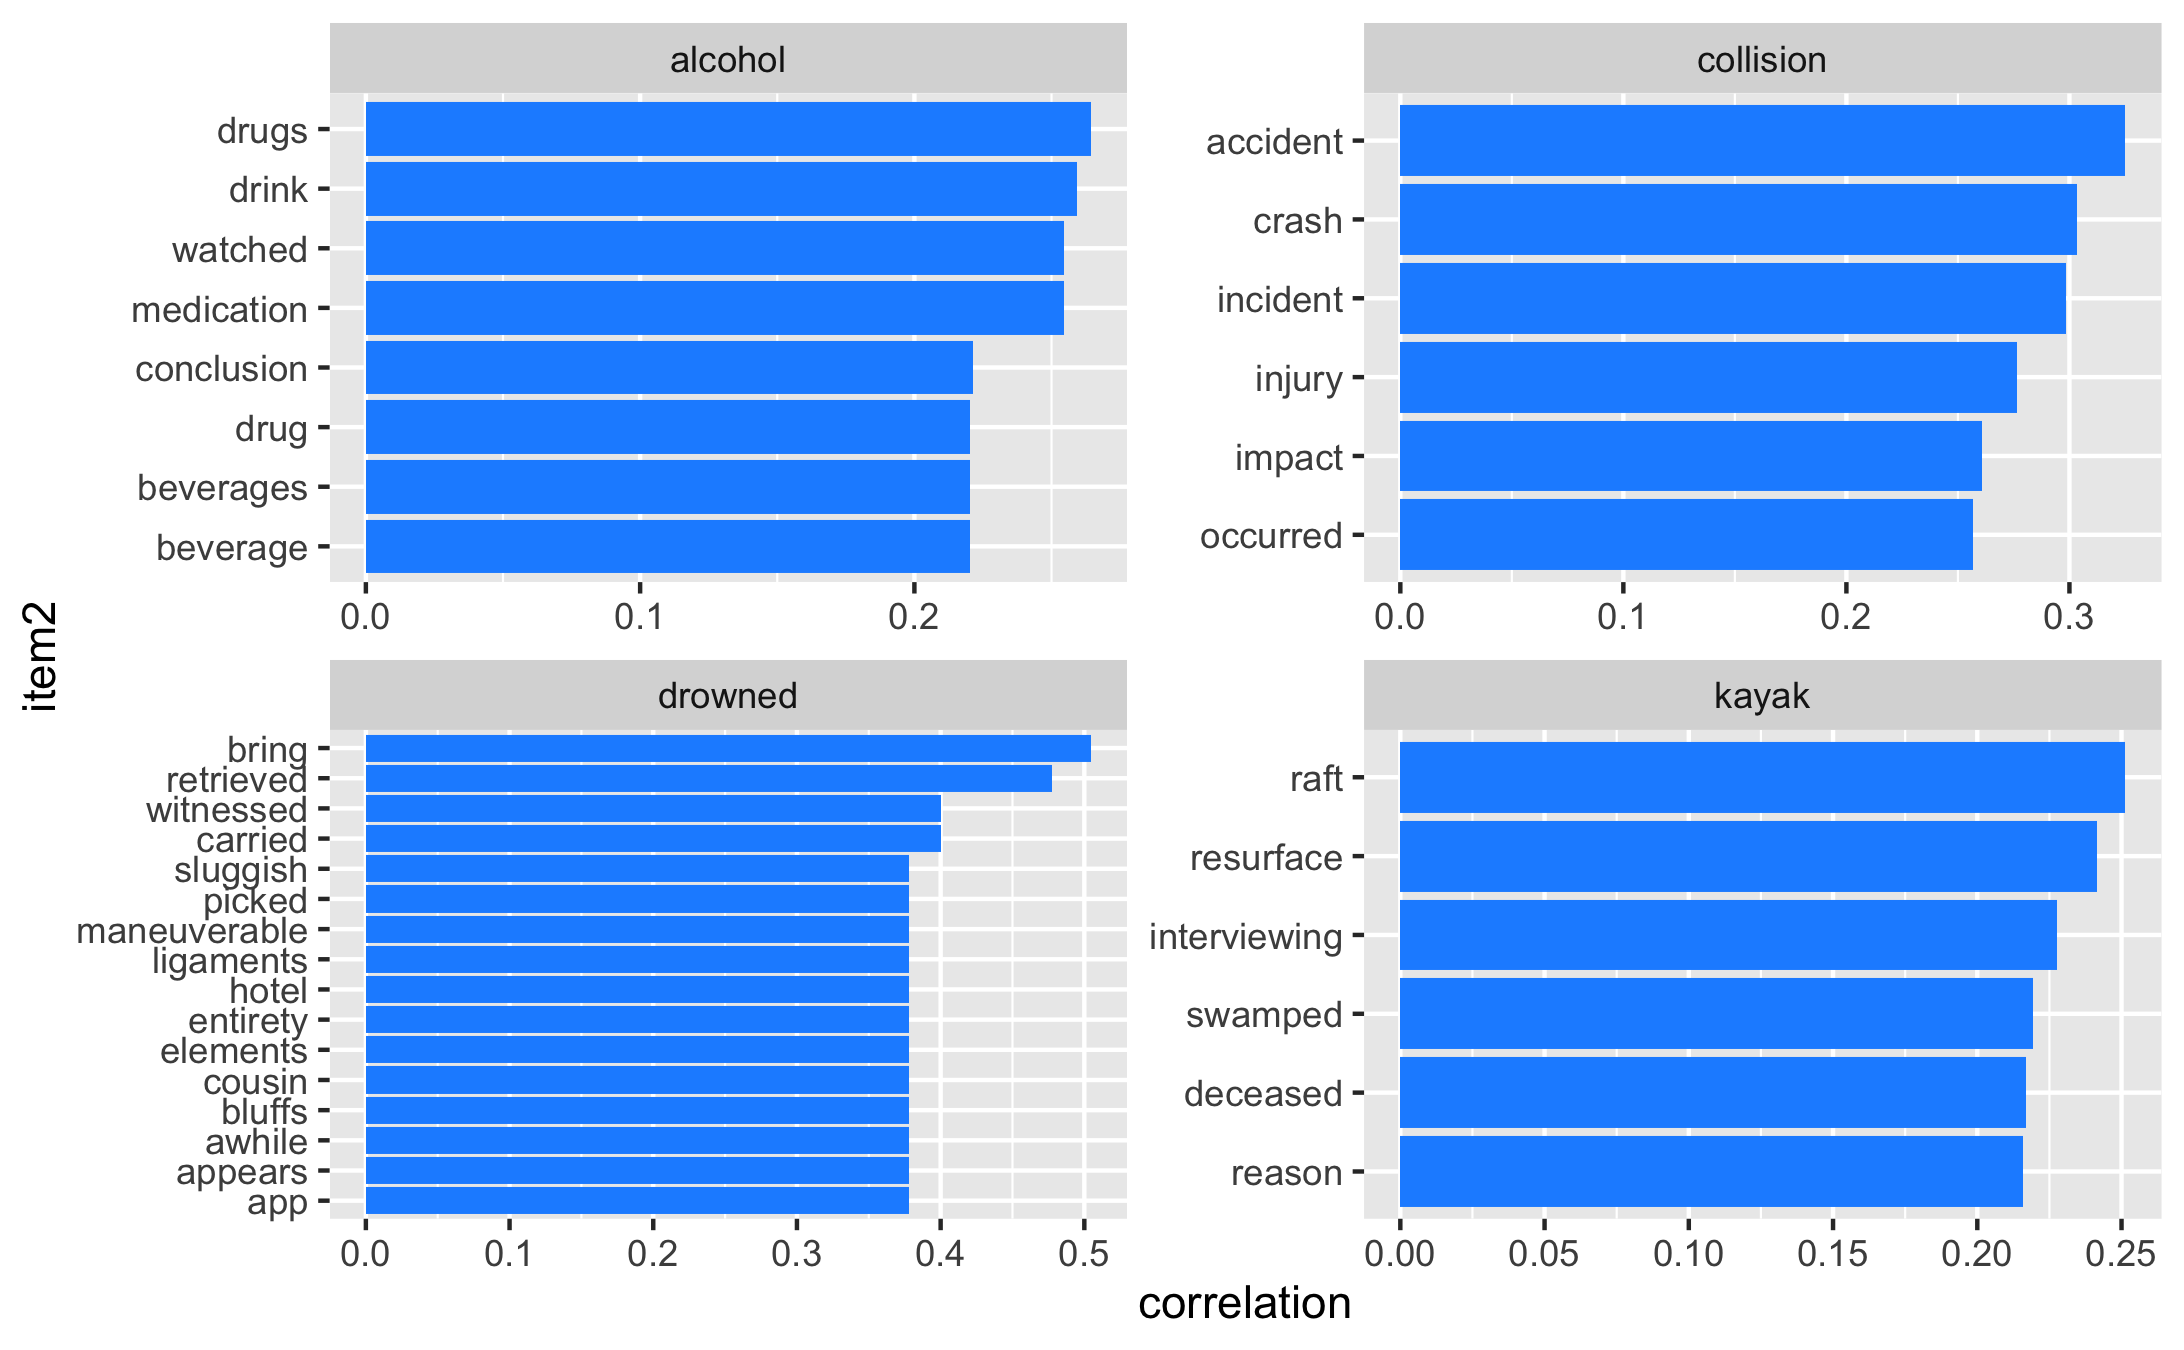 alcohol
drugs
drink
watched
medication
conclusion
drug
beverages
beverage
0.0 0.1 0.2
collision
accident
crash
incident
injury
impact
occurred
0.0 0.1 0.2 0.3
drowned
bring
retrieved
witnessed
carried
sluggish
picked
maneuverable
ligaments
hotel
entirety
elements
cousin
bluffs
awhile
appears
app
0.0 0.1 0.2 0.3 0.4 0.5
kayak
raft
resurface
interviewing
swamped
deceased
reason
0.00 0.05 0.10 0.15 0.20 0.25
item2
correlation